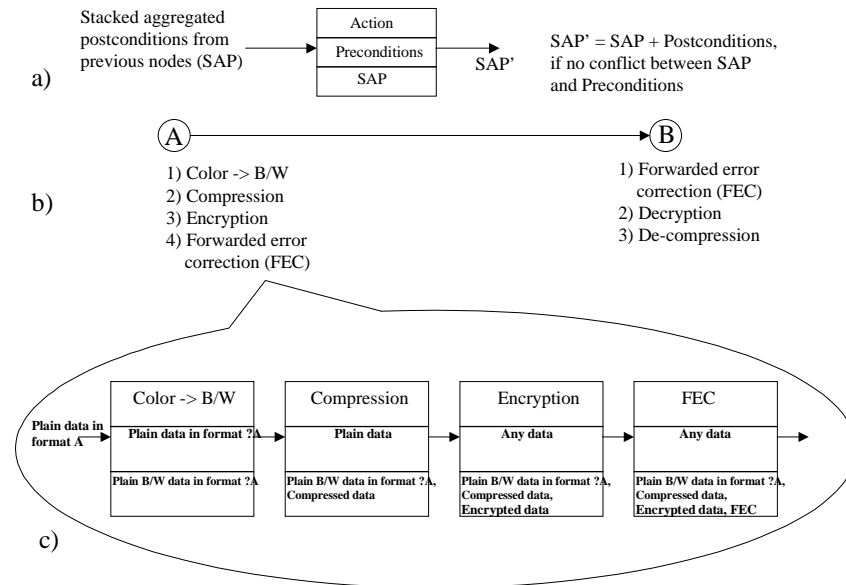 Stacked aggregated
postconditions from
previous nodes (SAP)
Action
Preconditions
SAP
SAP'
SAP' = SAP + Postconditions,
if no conflict between SAP
and Preconditions
a)
A
B
1) Color -> B/W
2) Compression
3) Encryption
4) Forwarded error
correction (FEC)
1) Forwarded error
correction (FEC)
2) Decryption
3) De-compression
b)
Plain data in
format A
Color -> B/W
Plain data in format ?A
Plain B/W data in format ?A
Compression
Plain data
Plain B/W data in format ?A,
Compressed data
Encryption
Any data
Plain B/W data in format ?A,
Compressed data,
Encrypted data
FEC
Any data
Plain B/W data in format ?A,
Compressed data,
Encrypted data, FEC
c)